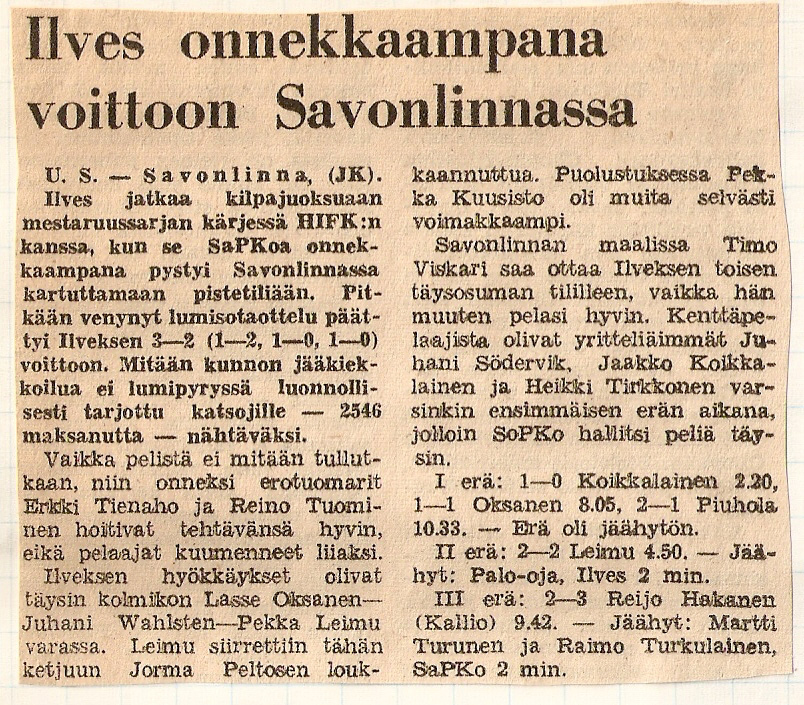 Ilves onnekkaampana
voittoon Savonlinnassa
U. S. — Savonlinna, (JK).
Ilves jatkaa kilpajuoksuaan
mestaruussarjan kärjessä HIFK:n
kanssa, kun se SaPKoa onnek-
kaampana pystyi Savonlinnassa
kartuttamaan pistetiliään. Pit-
kään venynyt lumisotaottelu päät-
tyi Ilveksen 3—2 (1—2, 1—0, 1—0)
voittoon. Mitään kunnon jääkiek-
koilua ei lumipyryssä luonnolli-
sesti tarjottu katsojille — 2546
maksanutta — nähtäväksi.
Vaikka pelistä ei mitään tullut-
kaan, niin onneksi erotuomarit
Erkki Tienaho ja Reino Tuomi-
nen hoitivat tehtävänsä hyvin,
eikä pelaajat kuumenneet liiaksi.
Ilveksen hyökkäykset olivat
täysin kolmikon Lasse Oksanen—
Juhani Wahlsten—Pekka Leimu
varassa. Leimu siirrettiin tähän
ketjuun Jorma Peltosen louk-
kaannuttua. Puolustuksessa Pek-
ka Kuusisto oli muita selvästi
voimakkaampi.
Savonlinnan maalissa Timo
Viskari saa ottaa Ilveksen toisen
täysosuman tililleen, vaikka hän
muuten pelasi hyvin. Kenttäpe-
laajista olivat yritteliäimmät Ju-
hani Södervik, Jaakko Koikka-
lainen ja Heikki Tirkkonen var-
sinkin ensimmäisen erän aikana,
jolloin SoPKo hallitsi peliä täy-
sin.
I erä: 1—0 Koikkalainen 2.20,
1—1 Oksanen 8.05, 2—1 Piuhola
10.33. — Erä oli jäähytön.
II erä: 2—2 Leimu 4.50. — Jää-
hyt: Palo-oja, Ilves 2 min.
III erä: 2—3 Reijo Hakanen
(Kallio) 9.42. — Jäähyt: Martti
Turunen ja Raimo Turkulainen,
SaPKo 2 min.